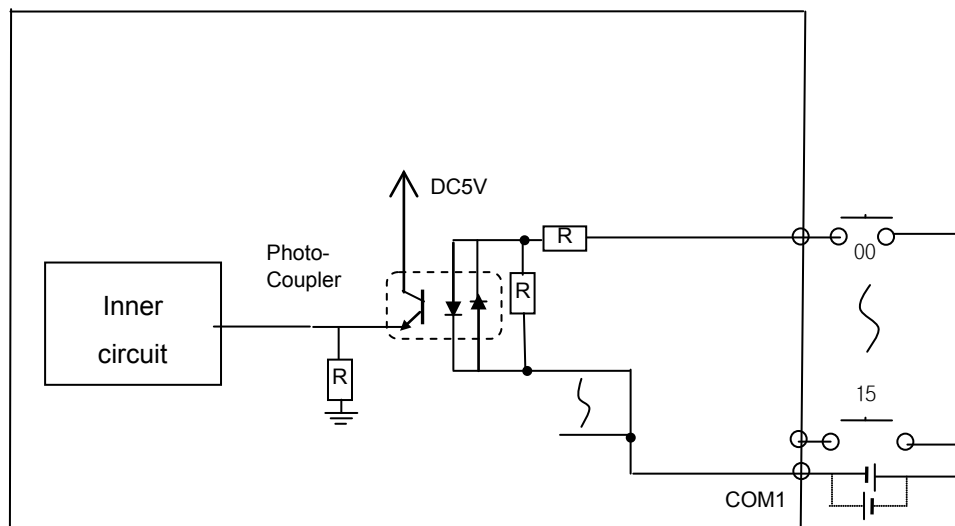 DC5V
R
00
Photo-
Coupler
R
Inner
circuit
R
15
COM1